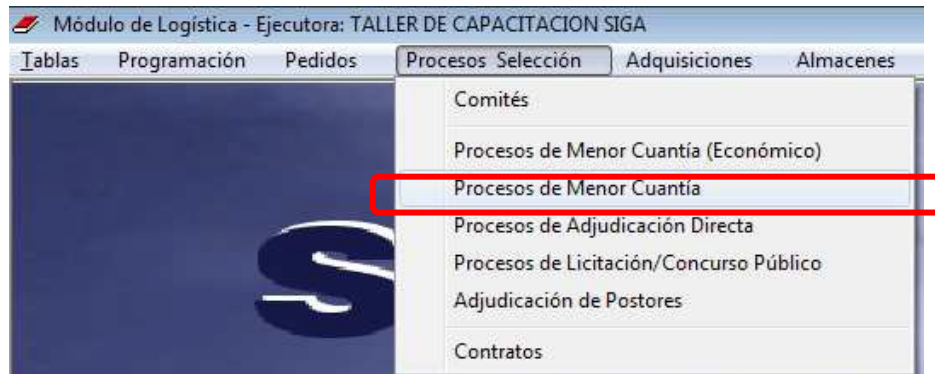 Módulo de Logística - Ejecutora: TALLER DE CAPACITACION SIGA
Tablas Programación Pedidos Procesos Selección Adquisiciones Almacenes
Comités
Procesos de Menor Cuantía (Económico)
Procesos de Menor Cuantía
Procesos de Adjudicación Directa
Procesos de Licitación/Concurso Público
Adjudicación de Postores
Contratos
S